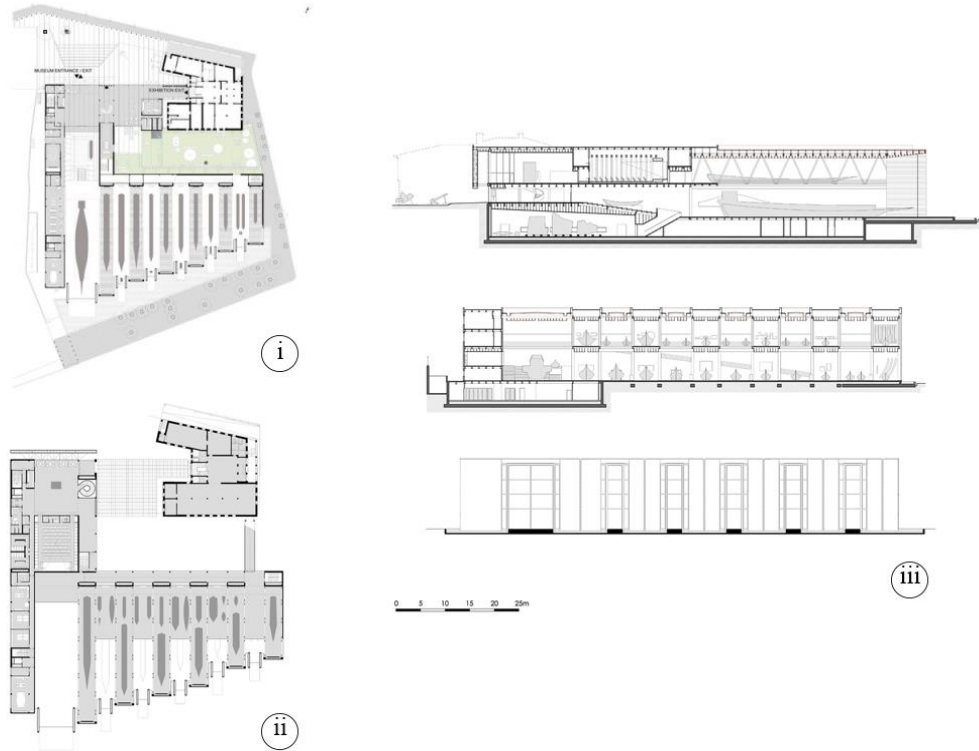 MUSEUM ENTRANCE / EXIT
EXHIBITION EXIT
i
ii
iii
0 5 10 15 20 25m